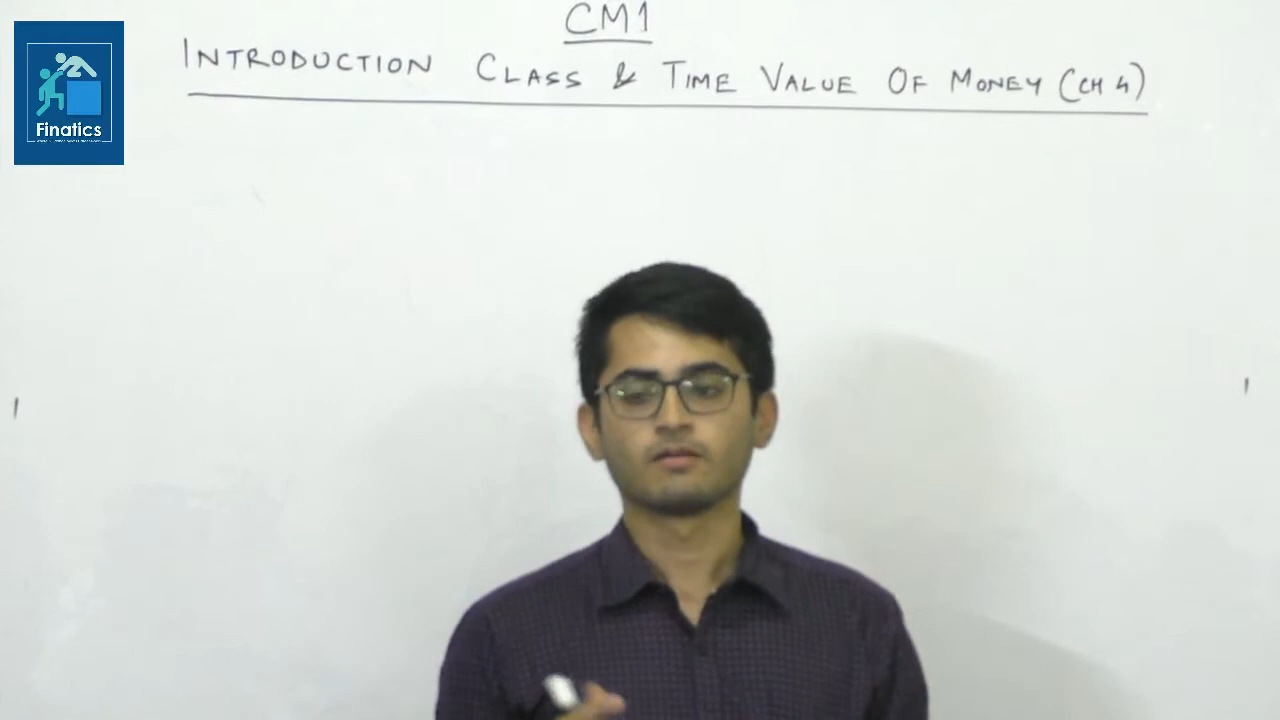 CM1
INTRODUCTION CLASS & TIME VALUE OF MONEY (CH 4)
Finatics